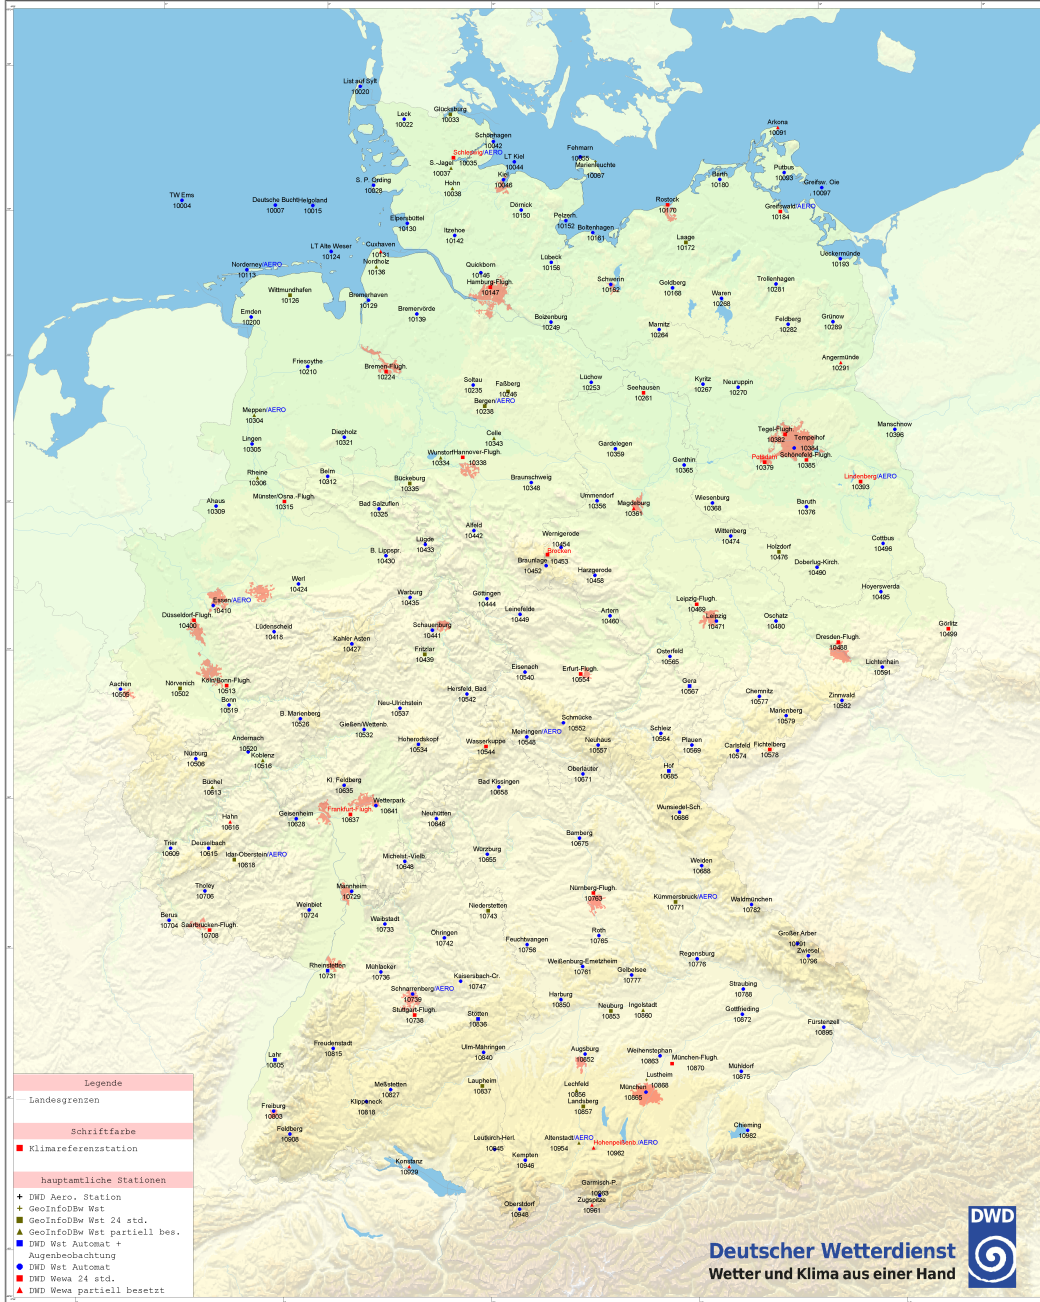 List auf Sylt
10020
Leck
10022
Glücksburg
10033
Schönhagen
10042
Schleswig/AERO
10035
LT Kiel
10044
S.-Jagel
10037
Fehmarn
10055
Marienleuchte
10067
Arkona
10091
Putbus
10093
Barth
10180
Greifsw. Oie
10097
S. P. Ording
10028
Hohn
10038
Kiel
10046
TW Ems
10004
Deutsche Bucht
10007
Helgoland
10015
Dörnick
10150
Rostock
10170
Greifswald/AERO
10184
Elpersbüttel
10130
Itzehoe
10142
Pelzerh.
10152
Boltenhagen
10161
Laage
10172
LT Alte Weser
10124
Cuxhaven
10131
Nordholz
10136
Ueckermünde
10193
Norderney/AERO
10113
Quickborn
10146
Hamburg-Flugh.
10147
Lübeck
10156
Schwerin
10162
Goldberg
10168
Trollenhagen
10281
Wittmundhafen
10126
Bremerhaven
10129
Waren
10268
Emden
10200
Bremervörde
10139
Boizenburg
10249
Marnitz
10264
Feldberg
10282
Grünow
10289
Friesoythe
10210
Bremen-Flugh.
10224
Angermünde
10291
Soltau
10235
Faßberg
10246
Lüchow
10253
Seehausen
10261
Kyritz
10267
Neuruppin
10270
Bergen/AERO
10238
Meppen/AERO
10304
Lingen
10305
Diepholz
10321
Celle
10343
Wunstorf
10334
Hannover-Flugh.
10338
Gardelegen
10359
Tegel-Flugh.
10382
Tempelhof
10384
Potsdam
10379
Schönefeld-Flugh.
10385
Manschnow
10396
Genthin
10365
Lindenberg/AERO
10393
Rheine
10306
Belm
10312
Bückeburg
10335
Braunschweig
10348
Ahaus
10309
Münster/Osna.-Flugh.
10315
Bad Salzuflen
10325
Ummendorf
10356
Magdeburg
10361
Wiesenburg
10368
Baruth
10376
Alfeld
10442
Wernigerode
10454
Brocken
10453
Braunlage
10452
Wittenberg
10474
Lügde
10433
B. Lippspr.
10430
Holzdorf
10476
Cottbus
10496
Doberlug-Kirch.
10490
Harzgerode
10458
Werl
10424
Warburg
10435
Göttingen
10444
Hoyerswerda
10495
Essen/AERO
10410
Düsseldorf-Flugh.
10400
Leinefelde
10449
Artern
10460
Leipzig-Flugh.
10469
Leipzig
10471
Oschatz
10480
Görlitz
10499
Lüdenscheid
10418
Kahler Asten
10427
Schauenburg
10441
Fritzlar
10439
Dresden-Flugh.
10488
Osterfeld
10565
Lichtenhain
10591
Aachen
10505
Nörvenich
10502
Köln/Bonn-Flugh.
10513
Bonn
10519
Eisenach
10540
Erfurt-Flugh.
10554
Gera
10567
Hersfeld, Bad
10542
Chemnitz
10577
Zinnwald
10582
Neu-Ulrichstein
10537
B. Marienberg
10526
Gießen/Wettenb.
10532
Schmücke
10552
Marienberg
10579
Andernach
10520
Koblenz
10516
Hoherodskopf
10534
Wasserkuppe
10544
Meiningen/AERO
10548
Neuhaus
10557
Schleiz
10564
Plauen
10569
Carlsfeld
10574
Fichtelberg
10578
Nürburg
10506
Oberlauter
10671
Hof
10685
Büchel
10613
Kl. Feldberg
10635
Bad Kissingen
10658
Wetterpark
10641
Frankfurt-Flugh.
10637
Geisenheim
10628
Neuhütten
10646
Wunsiedel-Sch.
10686
Hahn
10616
Trier
10609
Deuselbach
10615
Idar-Oberstein/AERO
10618
Michelst.-Vielb.
10648
Würzburg
10655
Bamberg
10675
Weiden
10688
Tholey
10706
Mannheim
10729
Nürnberg-Flugh.
10763
Kümmersbruck/AERO
10771
Waldmünchen
10782
Weinbiet
10724
Niederstetten
10743
Berus
10704
Saarbrücken-Flugh.
10708
Waibstadt
10733
Öhringen
10742
Feuchtwangen
10756
Roth
10765
Großer Arber
10791
Zwiesel
10796
Regensburg
10776
Rheinstetten
10731
Mühlacker
10736
Kaisersbach-Cr.
10747
Weißenburg-Emetzheim
10761
Gelbelsee
10777
Straubing
10788
Schnarrenberg/AERO
10739
Stuttgart-Flugh.
10738
Harburg
10850
Neuburg
10853
Ingolstadt
10860
Gottfrieding
10872
Stötten
10836
Fürstenzell
10895
Freudenstadt
10815
Lahr
10805
Ulm-Mähringen
10840
Augsburg
10852
Weihenstephan
10863
München-Flugh.
10870
Mühldorf
10875
Lustheim
10868
München
10865
Meßstetten
10827
Laupheim
10837
Lechfeld
10856
Landsberg
10857
Klippeneck
10818
Freiburg
10803
Feldberg
10908
Chieming
10982
Leutkirch-Herl.
10945
Altenstadt/AERO
10954
Hohenpeißenb./AERO
10962
Kempten
10946
Konstanz
10929
Garmisch-P.
10963
Zugspitze
10961
Oberstdorf
10948
Legende
Landesgrenzen
Schriftfarbe
Klimareferenzstation
hauptamtliche Stationen
DWD Aero. Station
GeoInfoDBw Wst
GeoInfoDBw Wst 24 std.
GeoInfoDBw Wst partiell bes.
DWD Wst Automat +
Augenbeobachtung
DWD Wst Automat
DWD Wewa 24 std.
DWD Wewa partiell besetzt
DWD
Deutscher Wetterdienst
Wetter und Klima aus einer Hand